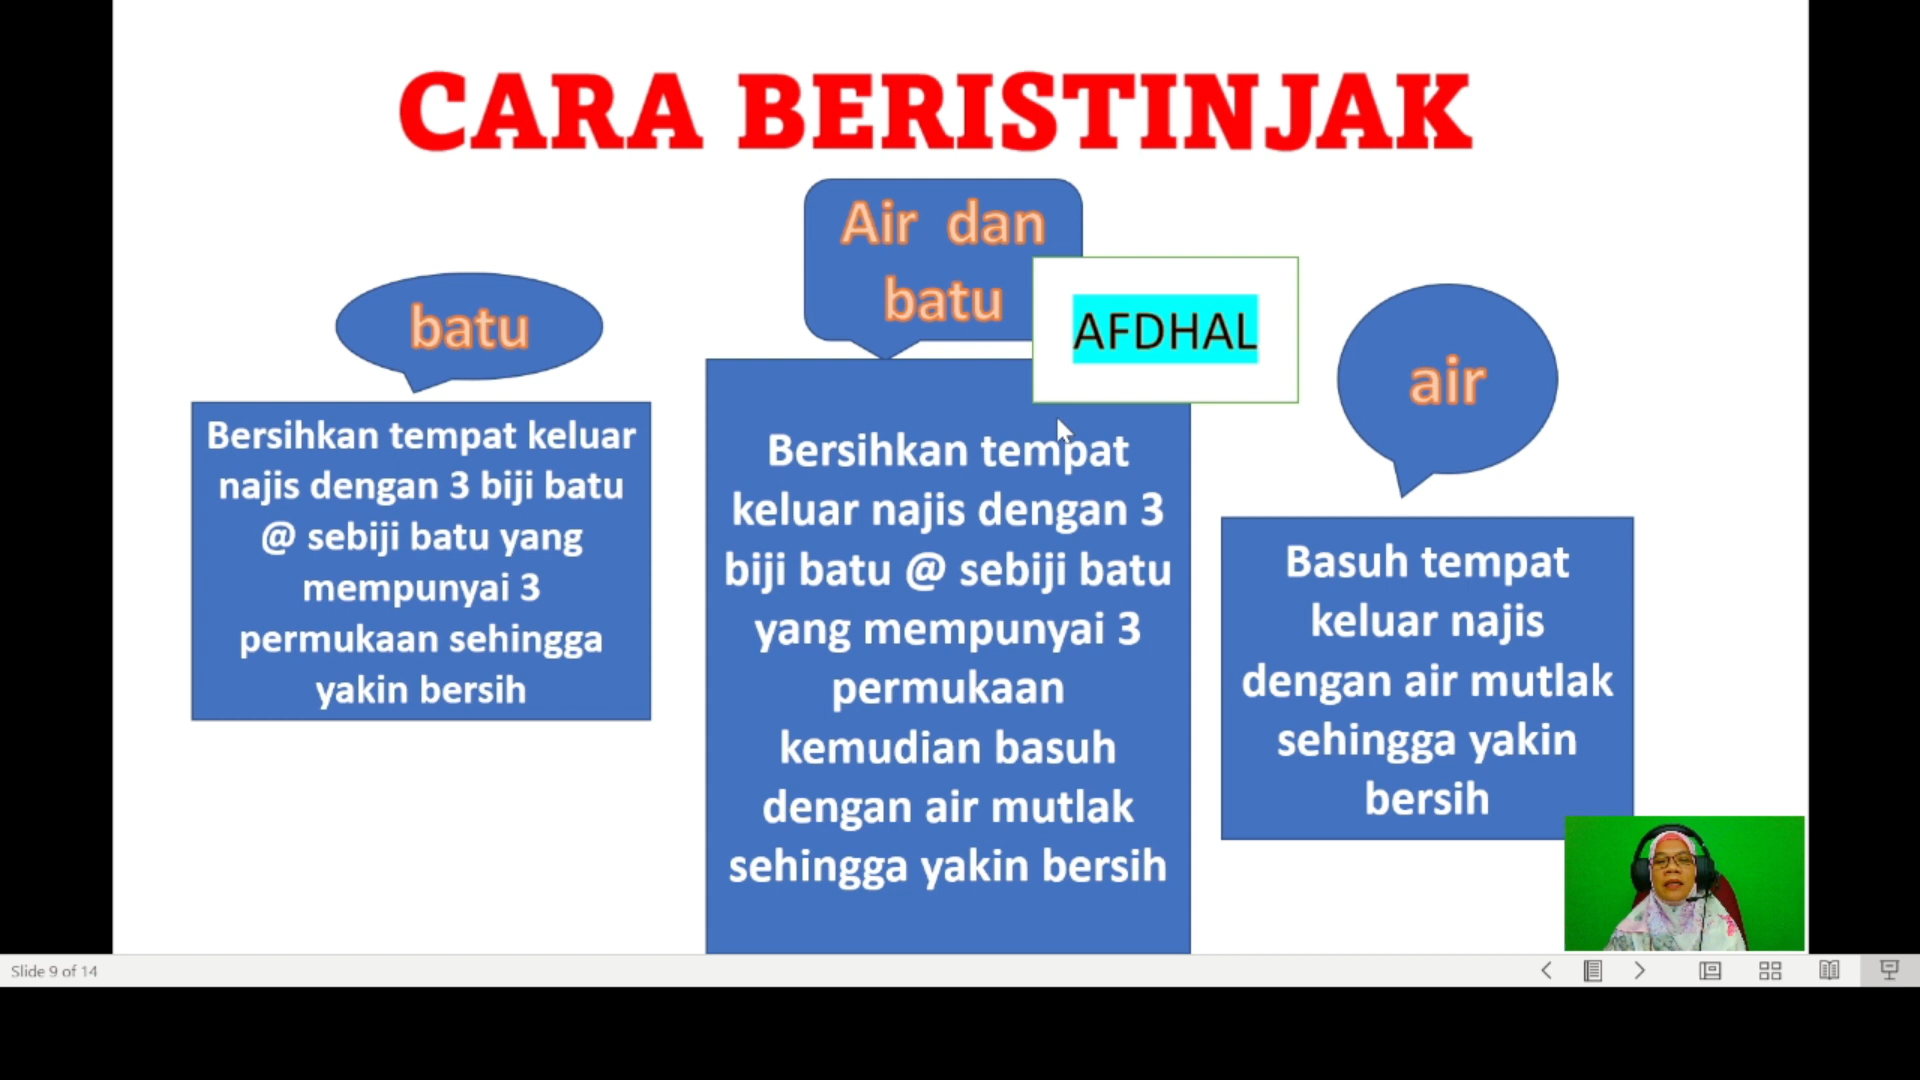 CARA BERISTINJAK
batu
Bersihkan tempat keluar
najis dengan 3 biji batu
@ sebiji batu yang
mempunyai 3
permukaan sehingga
yakin bersih
Air dan
batu
AFDHAL
Bersihkan tempat
keluar najis dengan 3
biji batu @ sebiji batu
yang mempunyai 3
permukaan
kemudian basuh
dengan air mutlak
sehingga yakin bersih
air
Basuh tempat
keluar najis
dengan air mutlak
sehingga yakin
bersih
Slide 9 of 14